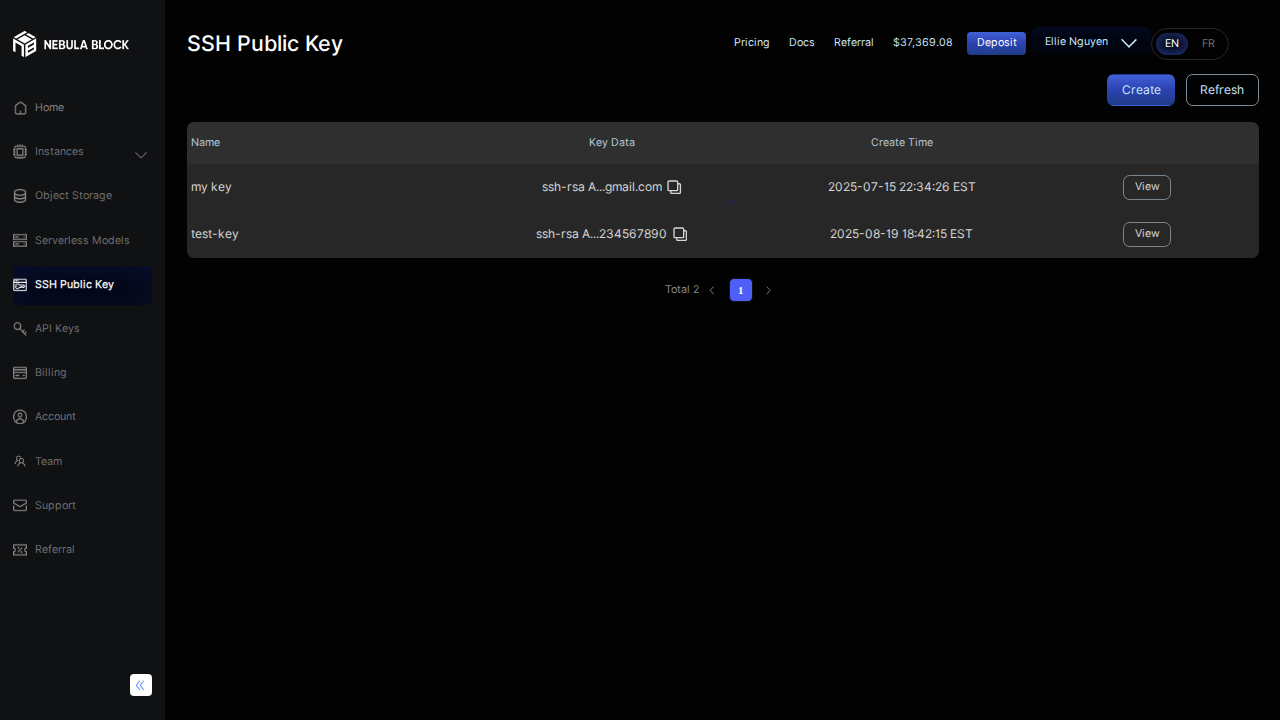 NEBULA BLOCK
Home
Instances
Object Storage
Serverless Models
SSH Public Key
API Keys
Billing
Account
Team
Support
Referral
SSH Public Key
Pricing Docs Referral $37,369.08 Deposit Ellie Nguyen EN FR
Create Refresh
Name Key Data Create Time
my key ssh-rsa A...gmail.com 2025-07-15 22:34:26 EST View
test-key ssh-rsa A...234567890 2025-08-19 18:42:15 EST View
Total 2 1